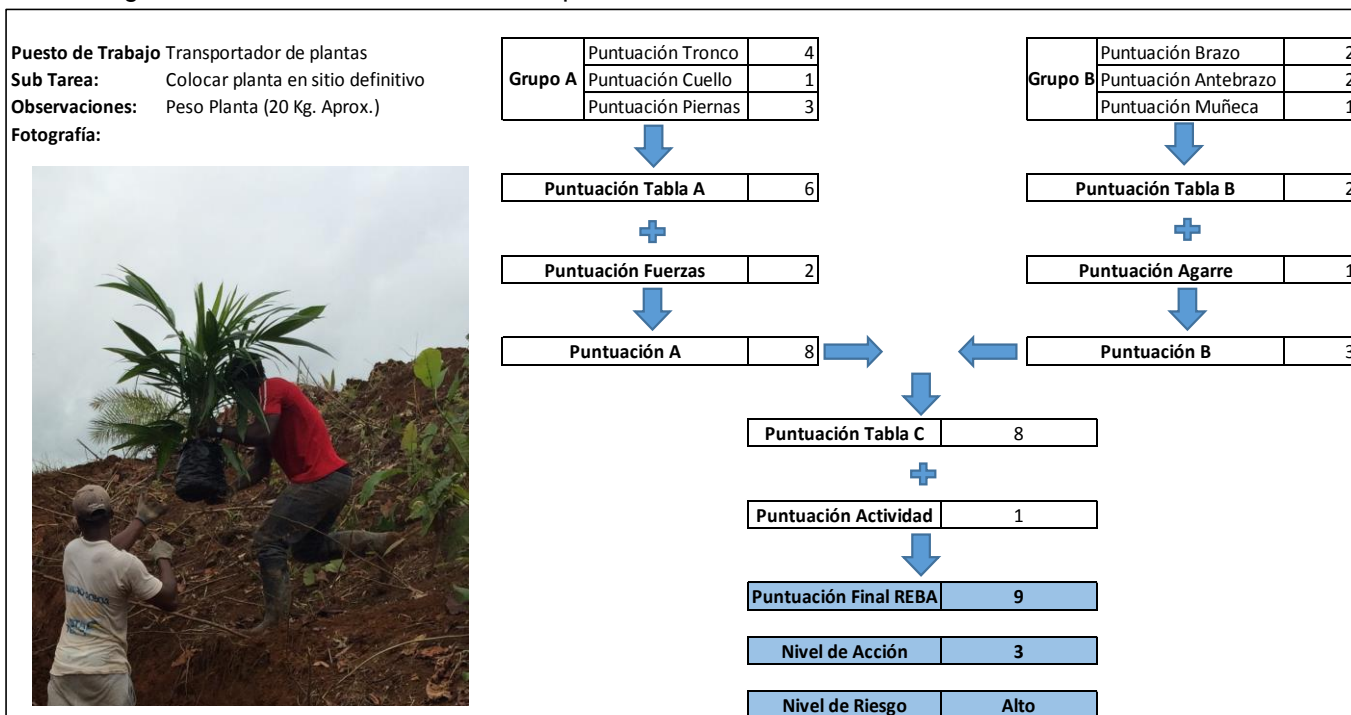 Puesto de Trabajo Transportador de plantas
Sub Tarea: Colocar planta en sitio definitivo
Observaciones: Peso Planta (20 Kg. Aprox.)
Fotografía:
Grupo A
Puntuación Tronco 4
Puntuación Cuello 1
Puntuación Piernas 3
Grupo B
Puntuación Brazo 2
Puntuación Antebrazo 2
Puntuación Muñeca 1
Puntuación Tabla A 6
Puntuación Tabla B 2
Puntuación Fuerzas 2
Puntuación Agarre 1
Puntuación A 8
Puntuación B 3
Puntuación Tabla C 8
Puntuación Actividad 1
Puntuación Final REBA 9
Nivel de Acción 3
Nivel de Riesgo Alto